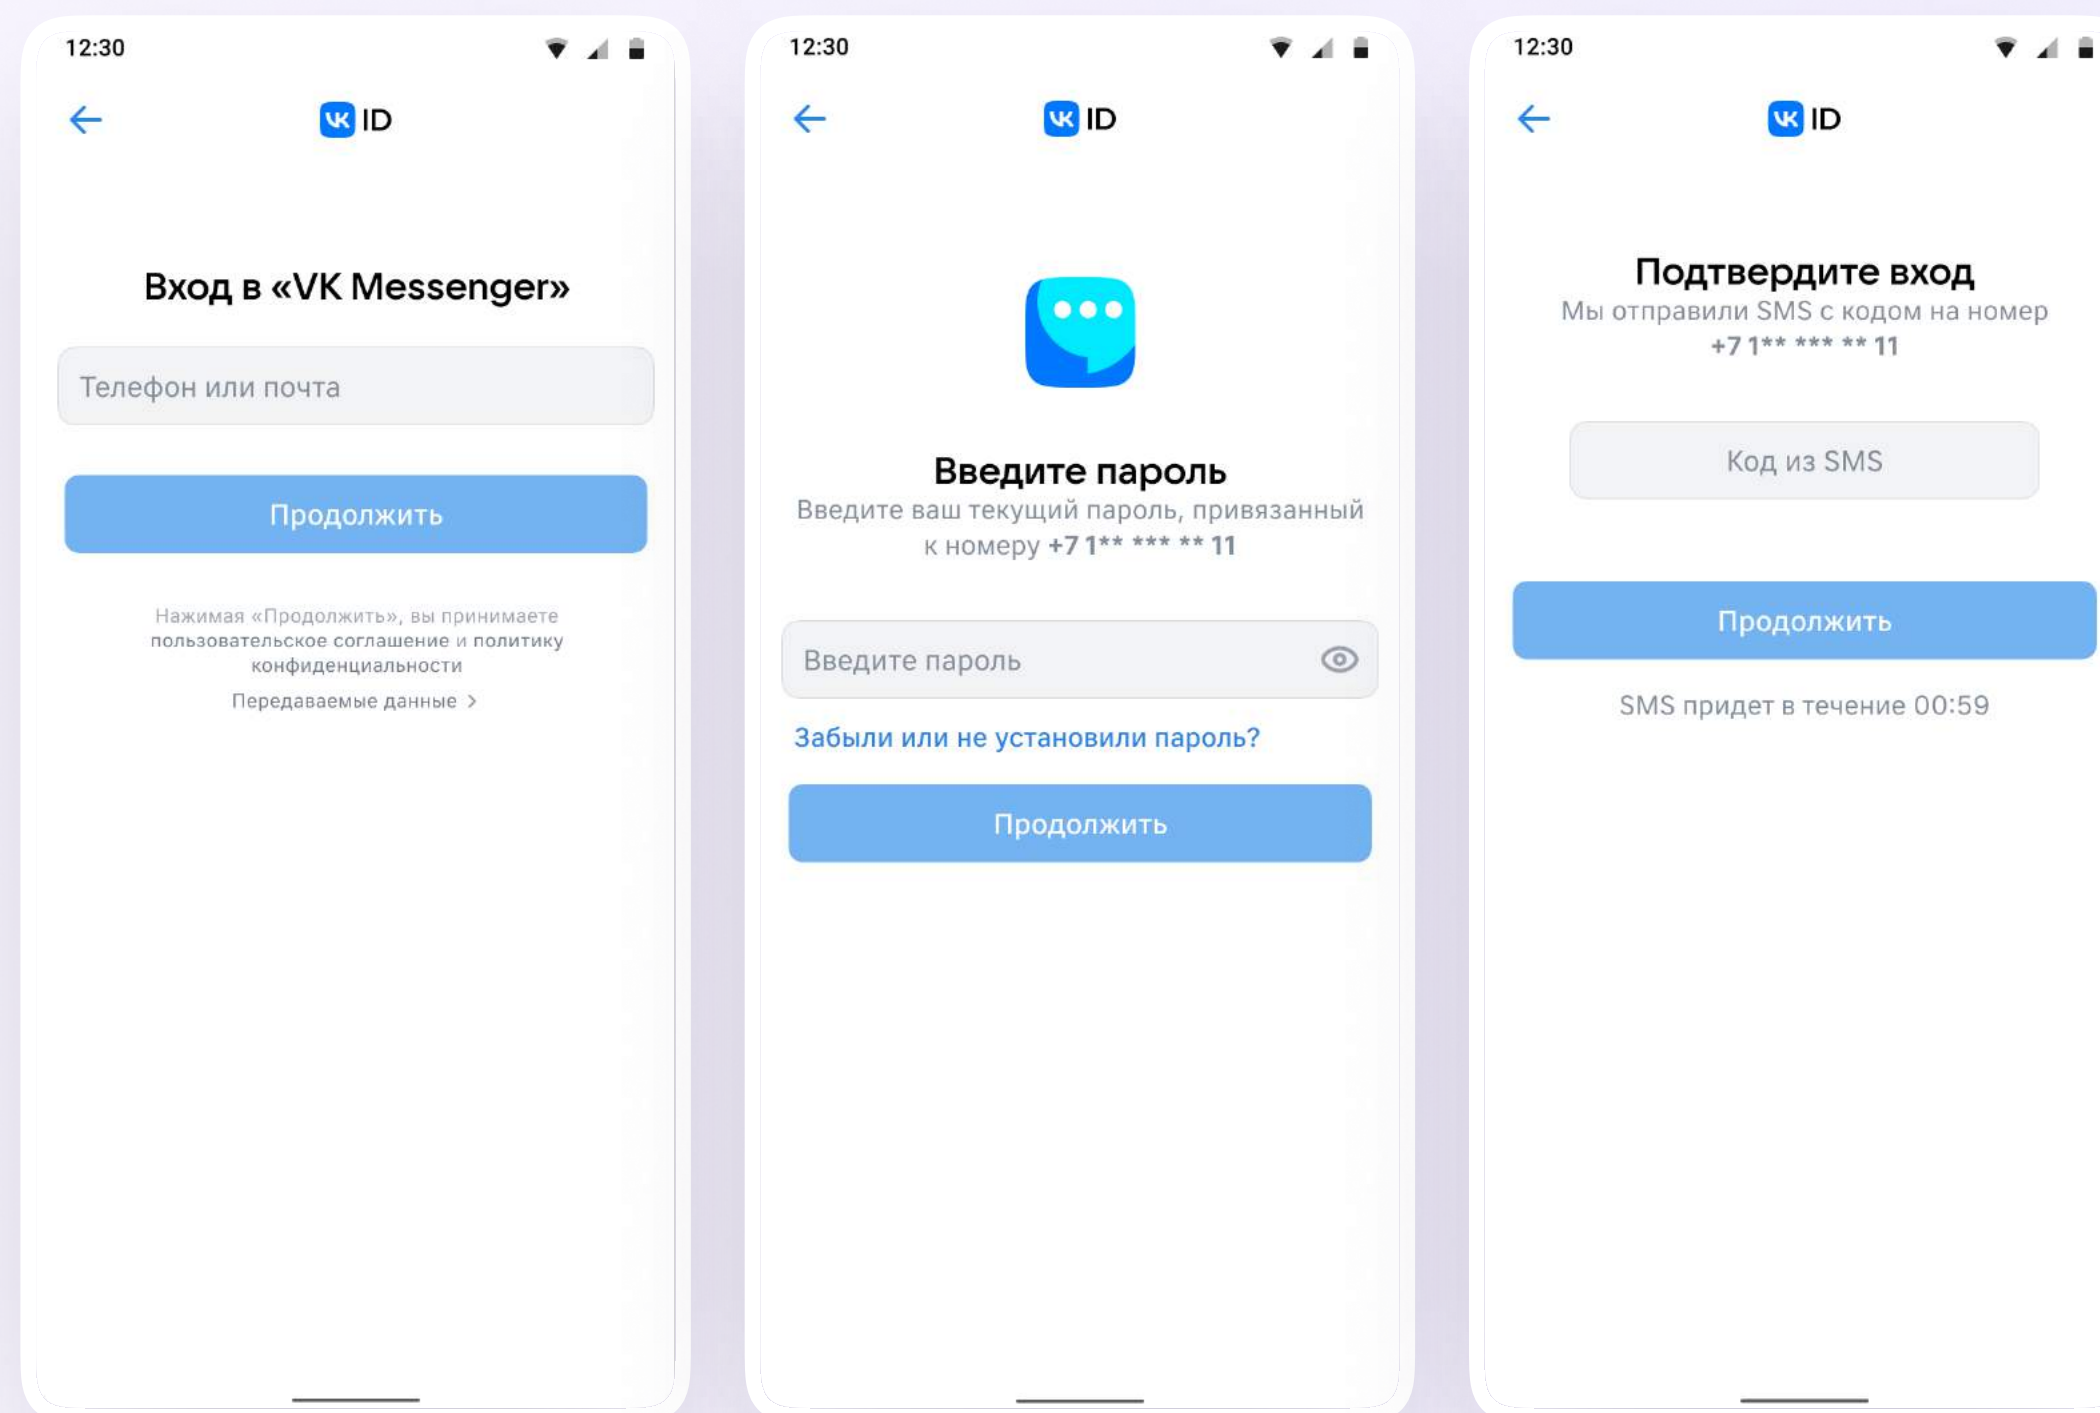 12:30
VK ID
Вход в «VK Messenger»
Телефон или почта
Продолжить
Нажимая «Продолжить», вы принимаете
пользовательское соглашение и политику
конфиденциальности
Передаваемые данные >
12:30
VK ID
Введите пароль
Введите ваш текущий пароль, привязанный
к номеру +7 1** *** ** 11
Введите пароль
Забыли или не установили пароль?
Продолжить
12:30
VK ID
Подтвердите вход
Мы отправили SMS с кодом на номер
+7 1** *** ** 11
Код из SMS
Продолжить
SMS придет в течение 00:59